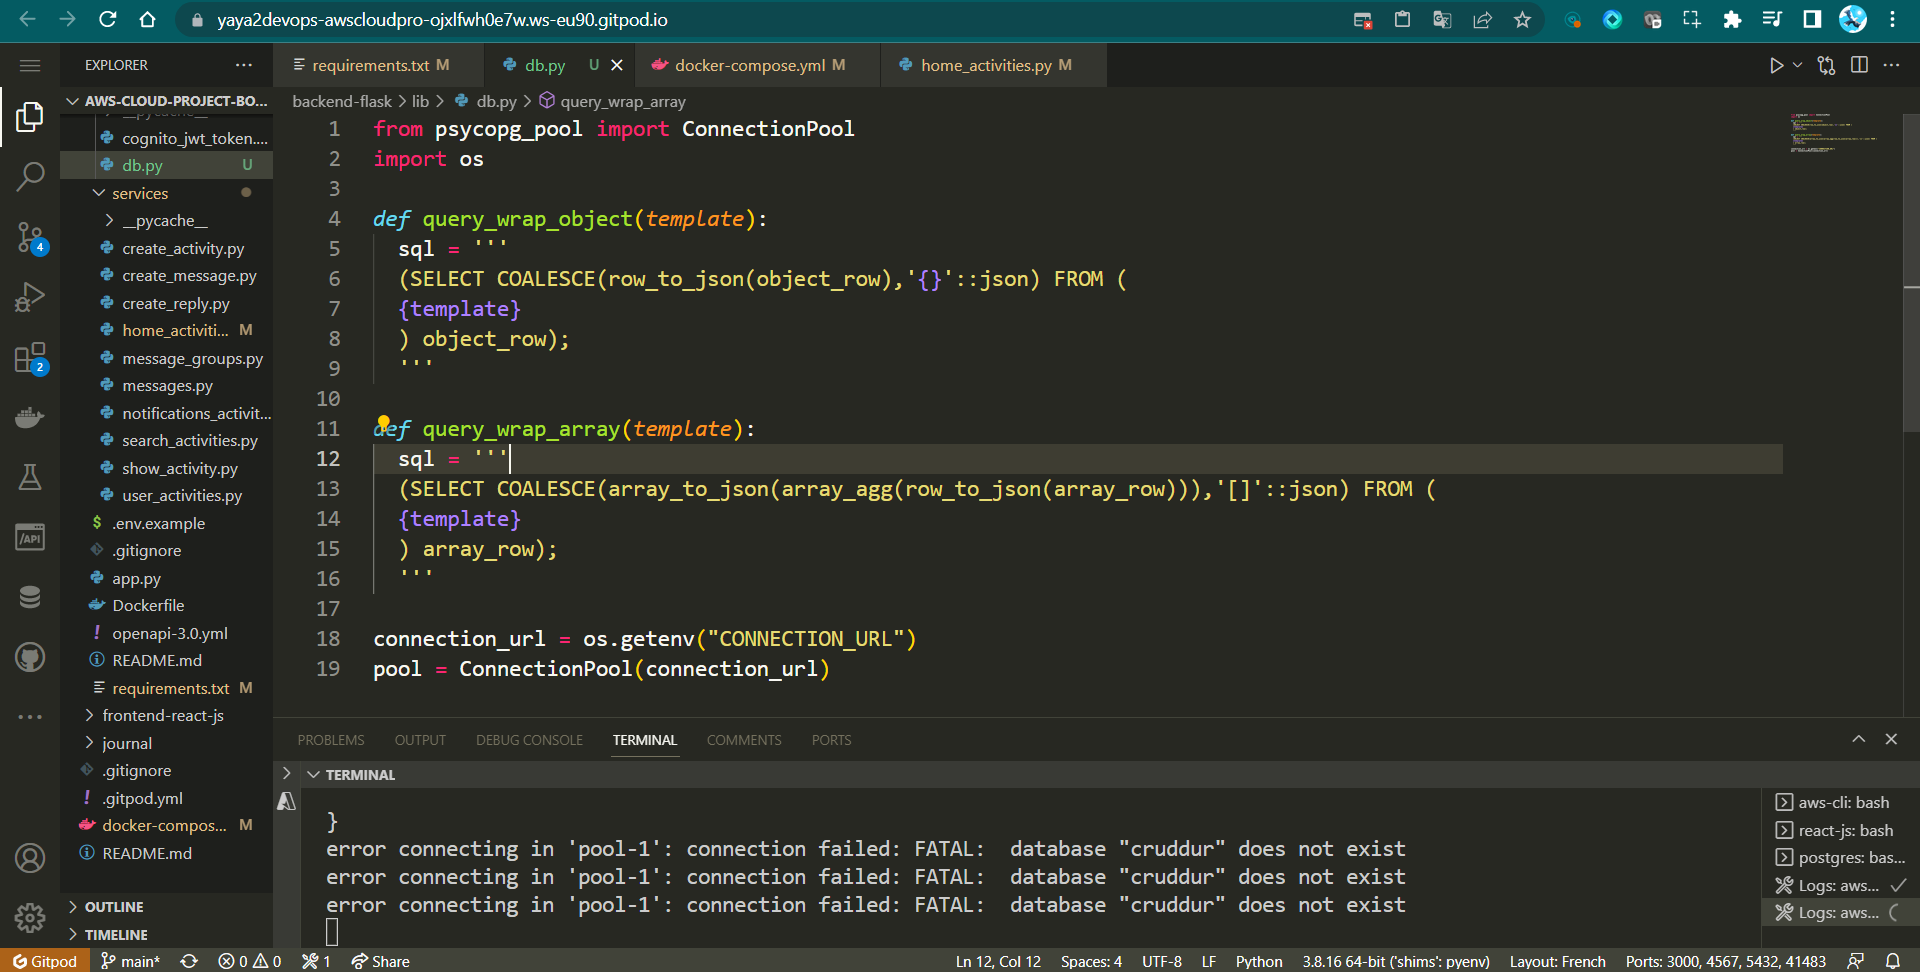 yaya2devops-awscloudpro-ojxlfwh0e7w.ws-eu90.gitpod.io
EXPLORER
requirements.txt M
db.py U
docker-compose.yml M
home_activities.py M
AWS-CLOUD-PROJECT-BO...
backend-flask > lib > db.py > query_wrap_array
__pycache__
cognito_jwt_token....
db.py U
services
__pycache__
create_activity.py
create_message.py
create_reply.py
home_activiti... M
message_groups.py
messages.py
notifications_activit...
search_activities.py
show_activity.py
user_activities.py
.env.example
.gitignore
app.py
Dockerfile
openapi-3.0.yml
README.md
requirements.txt M
frontend-react-js
journal
.gitignore
.gitpod.yml
docker-compos... M
README.md
OUTLINE
TIMELINE
4
2
/API
1 from psycopg_pool import ConnectionPool
2 import os
3
4 def query_wrap_object(template):
5 sql = '''
6 (SELECT COALESCE(row_to_json(object_row),'{}'::json) FROM (
7 {template}
8 ) object_row);
9 '''
10
11 def query_wrap_array(template):
12 sql = '''
13 (SELECT COALESCE(array_to_json(array_agg(row_to_json(array_row))),'[]'::json) FROM (
14 {template}
15 ) array_row);
16 '''
17
18 connection_url = os.getenv("CONNECTION_URL")
19 pool = ConnectionPool(connection_url)
PROBLEMS OUTPUT DEBUG CONSOLE TERMINAL COMMENTS PORTS
TERMINAL
}
error connecting in 'pool-1': connection failed: FATAL:  database "cruddur" does not exist
error connecting in 'pool-1': connection failed: FATAL:  database "cruddur" does not exist
error connecting in 'pool-1': connection failed: FATAL:  database "cruddur" does not exist
aws-cli: bash
react-js: bash
postgres: bas...
Logs: aws...
Logs: aws...
Gitpod main* 0 0 1 Share Ln 12, Col 12 Spaces: 4 UTF-8 LF Python 3.8.16 64-bit ('shims': pyenv) Layout: French Ports: 3000, 4567, 5432, 41483